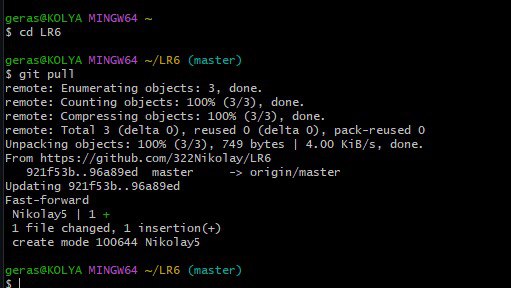 geras@KOLYA MINGW64 ~
$ cd LR6
geras@KOLYA MINGW64 ~/LR6 (master)
$ git pull
remote: Enumerating objects: 3, done.
remote: Counting objects: 100% (3/3), done.
remote: Compressing objects: 100% (3/3), done.
remote: Total 3 (delta 0), reused 0 (delta 0), pack-reused 0
Unpacking objects: 100% (3/3), 749 bytes | 4.00 KiB/s, done.
From https://github.com/322Nikolay/LR6
   921f53b..96a89ed  master     -> origin/master
Updating 921f53b..96a89ed
Fast-forward
 Nikolay5 | 1 +
 1 file changed, 1 insertion(+)
 create mode 100644 Nikolay5
geras@KOLYA MINGW64 ~/LR6 (master)
$